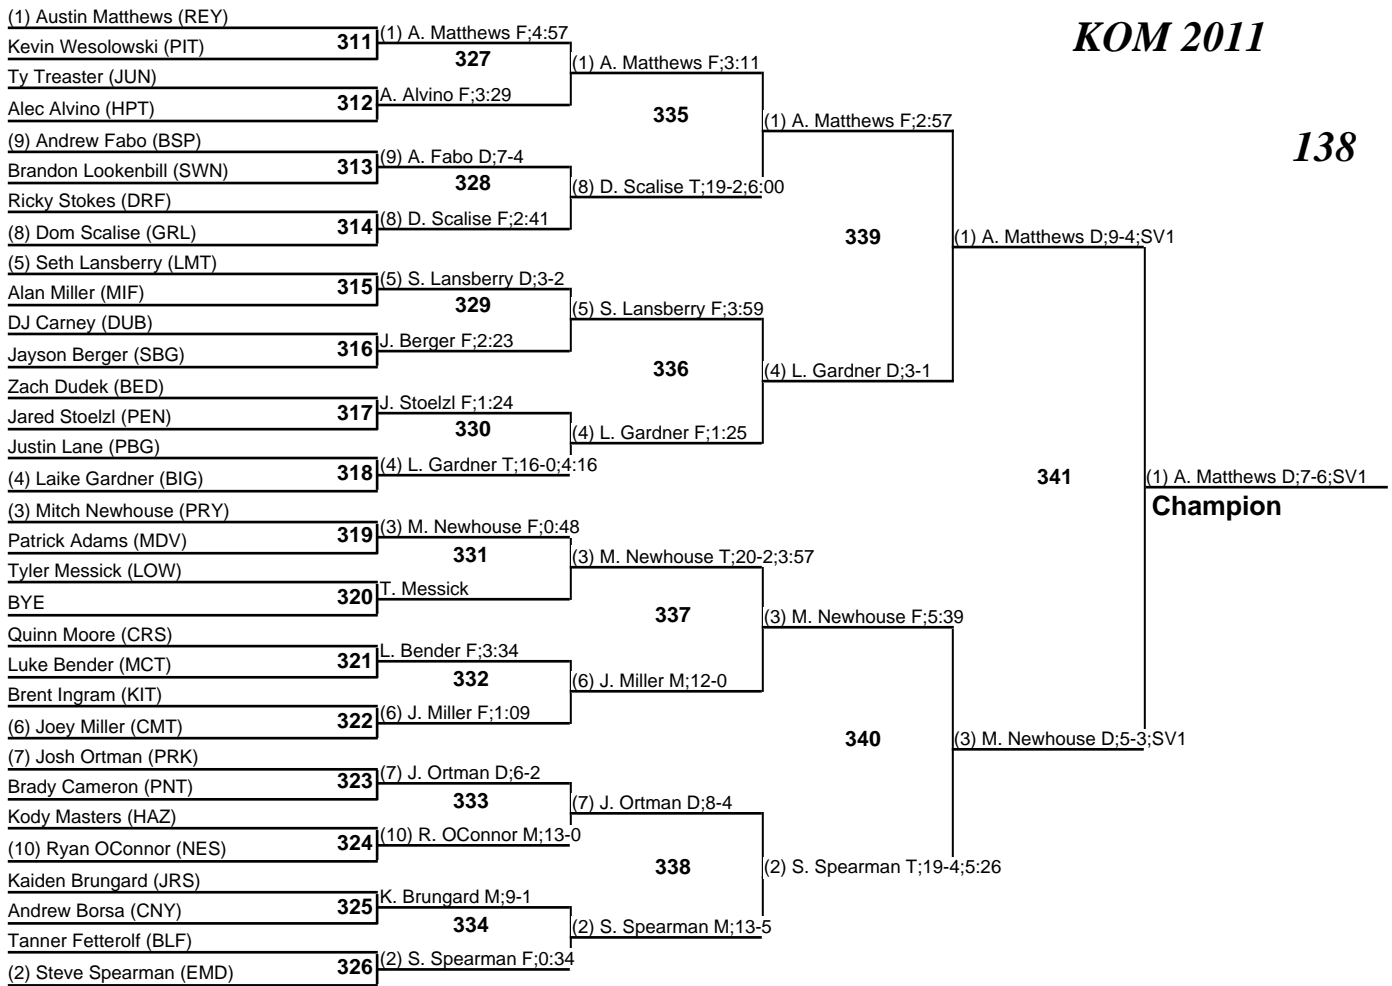 KOM 2011
138
(1) Austin Matthews (REY)
Kevin Wesolowski (PIT)
Ty Treaster (JUN)
Alec Alvino (HPT)
(9) Andrew Fabo (BSP)
Brandon Lookenbill (SWN)
Ricky Stokes (DRF)
(8) Dom Scalise (GRL)
(5) Seth Lansberry (LMT)
Alan Miller (MIF)
DJ Carney (DUB)
Jayson Berger (SBG)
Zach Dudek (BED)
Jared Stoelzl (PEN)
Justin Lane (PBG)
(4) Laike Gardner (BIG)
(3) Mitch Newhouse (PRY)
Patrick Adams (MDV)
Tyler Messick (LOW)
BYE
Quinn Moore (CRS)
Luke Bender (MCT)
Brent Ingram (KIT)
(6) Joey Miller (CMT)
(7) Josh Ortman (PRK)
Brady Cameron (PNT)
Kody Masters (HAZ)
(10) Ryan OConnor (NES)
Kaiden Brungard (JRS)
Andrew Borsa (CNY)
Tanner Fetterolf (BLF)
(2) Steve Spearman (EMD)
311
312
313
314
315
316
317
318
319
320
321
322
323
324
325
326
(1) A. Matthews F;4:57
A. Alvino F;3:29
(9) A. Fabo D;7-4
(8) D. Scalise F;2:41
(5) S. Lansberry D;3-2
J. Berger F;2:23
J. Stoelzl F;1:24
(4) L. Gardner T;16-0;4:16
(3) M. Newhouse F;0:48
T. Messick
L. Bender F;3:34
(6) J. Miller F;1:09
(7) J. Ortman D;6-2
(10) R. OConnor M;13-0
K. Brungard M;9-1
(2) S. Spearman F;0:34
327
328
329
330
331
332
333
334
(1) A. Matthews F;3:11
(8) D. Scalise T;19-2;6:00
(5) S. Lansberry F;3:59
(4) L. Gardner F;1:25
(3) M. Newhouse T;20-2;3:57
(6) J. Miller M;12-0
(7) J. Ortman D;8-4
(2) S. Spearman M;13-5
335
336
337
338
(1) A. Matthews F;2:57
(4) L. Gardner D;3-1
(3) M. Newhouse F;5:39
(2) S. Spearman T;19-4;5:26
339
340
(1) A. Matthews D;9-4;SV1
(3) M. Newhouse D;5-3;SV1
341
(1) A. Matthews D;7-6;SV1
Champion